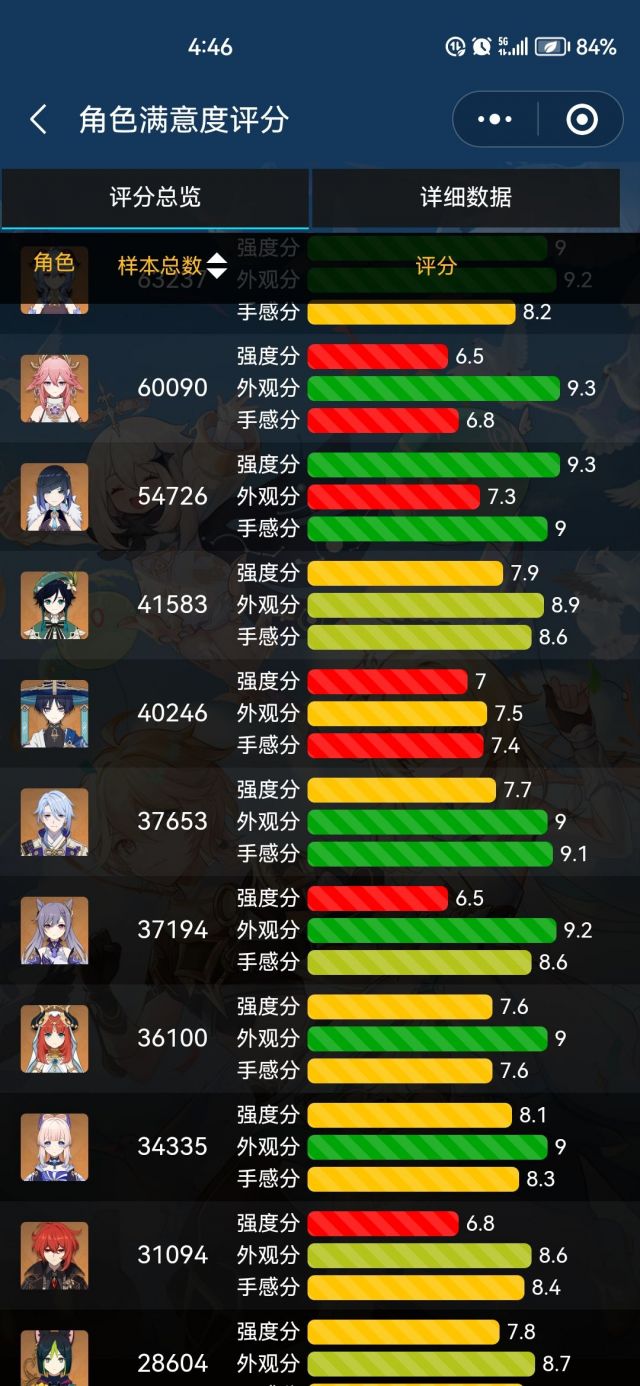 4:46
5G
84%
角色满意度评分
评分总览
详细数据
角色
样本总数
评分
63237
强度分 9
外观分 9.2
手感分 8.2
60090
强度分 6.5
外观分 9.3
手感分 6.8
54726
强度分 9.3
外观分 7.3
手感分 9
41583
强度分 7.9
外观分 8.9
手感分 8.6
40246
强度分 7
外观分 7.5
手感分 7.4
37653
强度分 7.7
外观分 9
手感分 9.1
37194
强度分 6.5
外观分 9.2
手感分 8.6
36100
强度分 7.6
外观分 9
手感分 7.6
34335
强度分 8.1
外观分 9
手感分 8.3
31094
强度分 6.8
外观分 8.6
手感分 8.4
28604
强度分 7.8
外观分 8.7